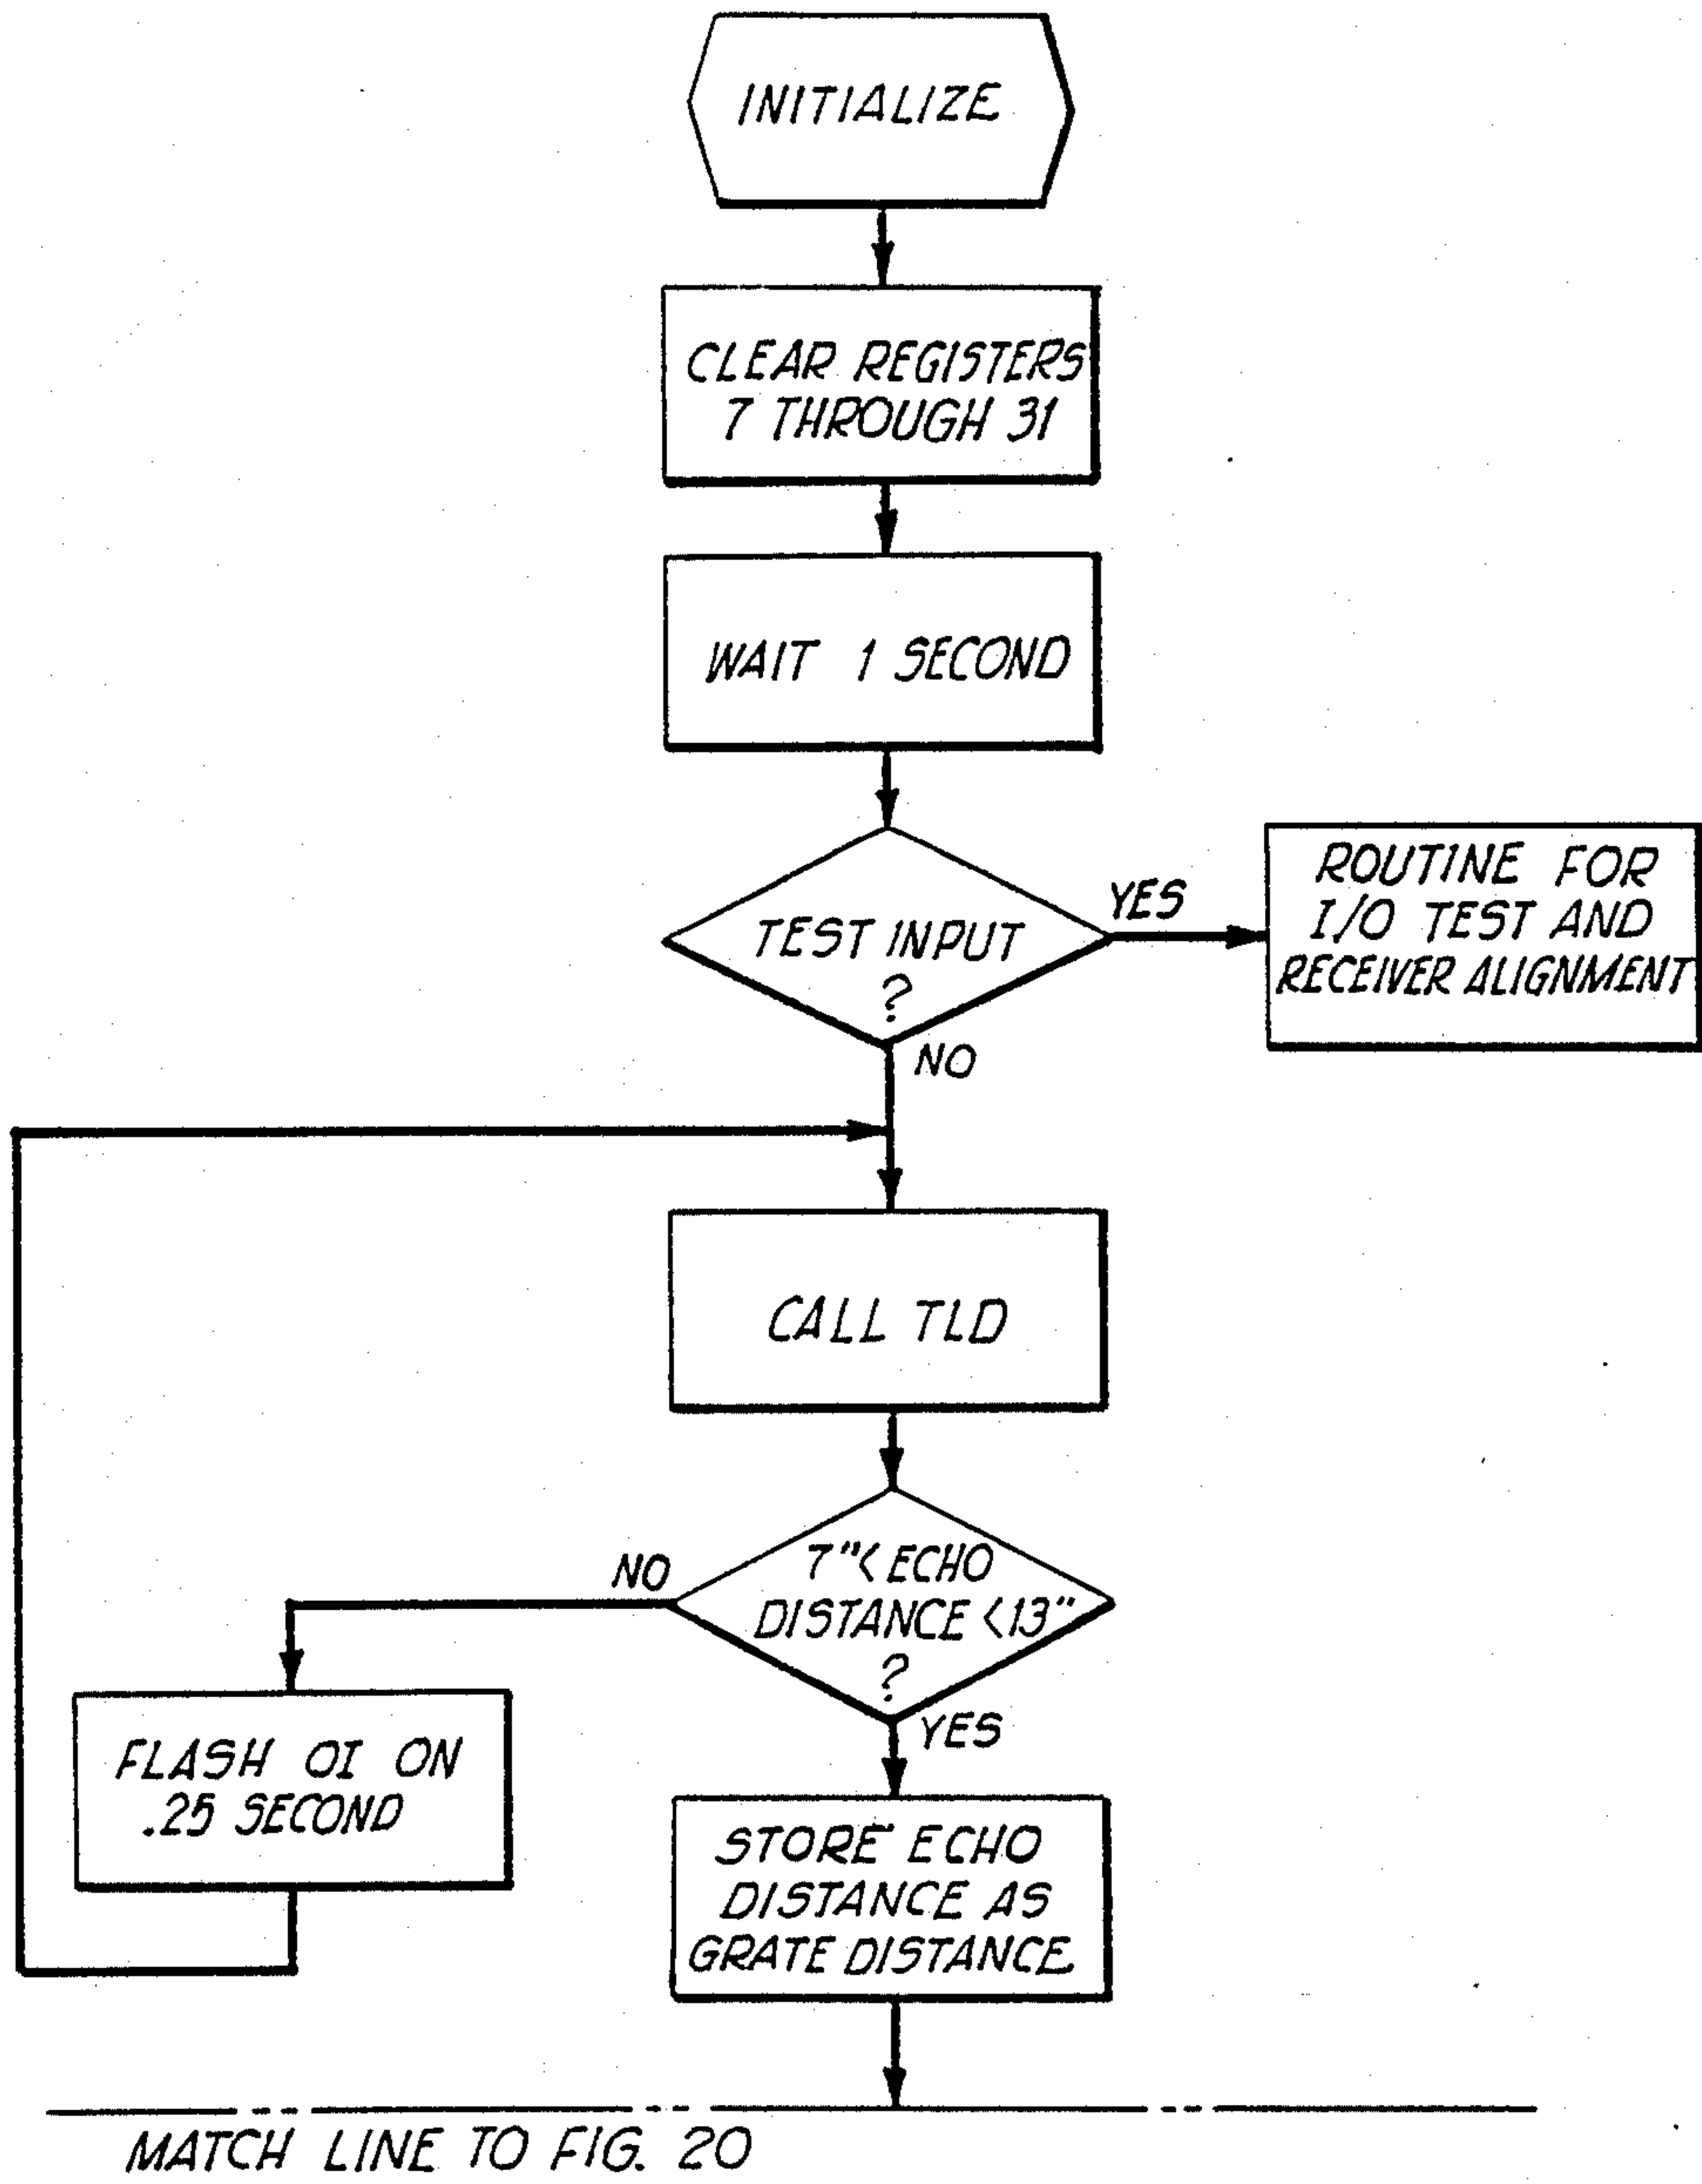 INITIALIZE
CLEAR REGISTERS
7 THROUGH 31
WAIT 1 SECOND
TEST INPUT
?
YES
ROUTINE FOR
I/O TEST AND
RECEIVER ALIGNMENT
NO
CALL TLD
7"< ECHO
DISTANCE <13"
?
NO
YES
FLASH OI ON
.25 SECOND
STORE ECHO
DISTANCE AS
GRATE DISTANCE
MATCH LINE TO FIG. 20